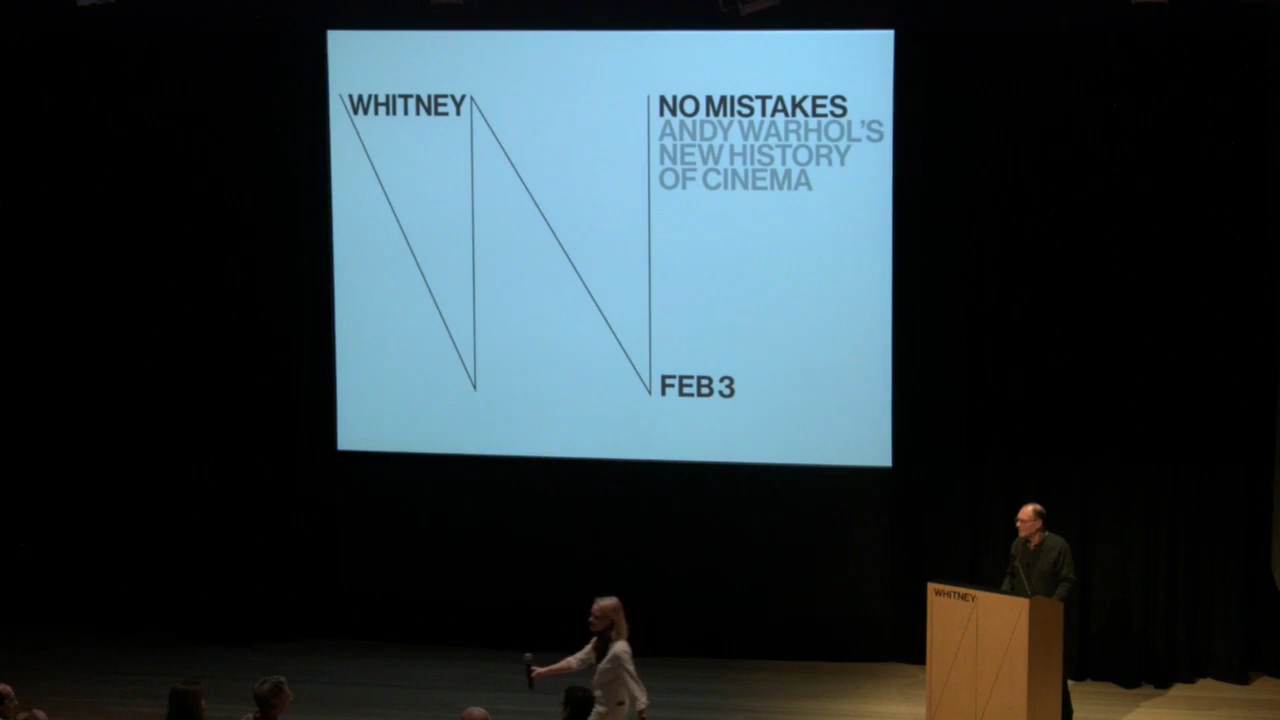 WHITNEY
NO MISTAKES
ANDY WARHOL'S
NEW HISTORY
OF CINEMA
FEB 3
WHITNEY